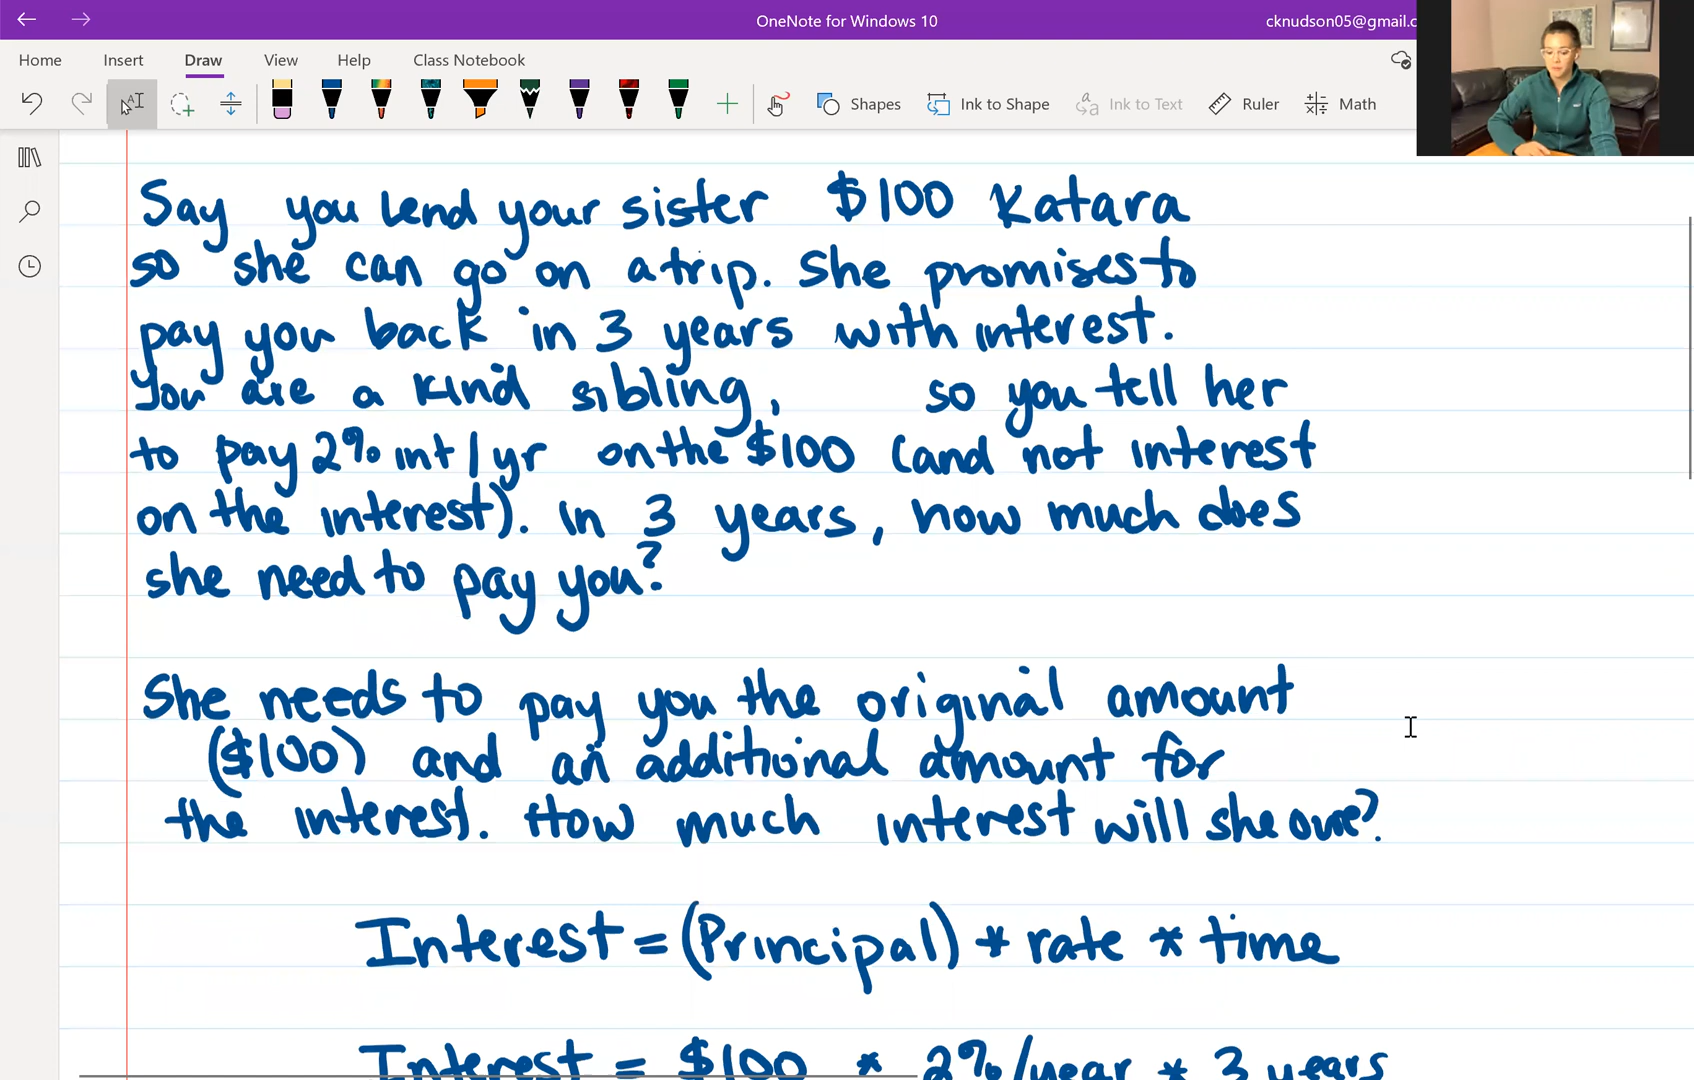 OneNote for Windows 10
cknudson05@gmail.c
Home Insert Draw View Help Class Notebook
Shapes Ink to Shape Ink to Text Ruler Math
Say you lend your sister $100 Katara
so she can go on a trip. She promises to
pay you back in 3 years with interest.
You are a kind sibling, so you tell her
to pay 2% int/yr on the $100 (and not interest
on the interest). In 3 years, how much does
she need to pay you?
She needs to pay you the original amount
($100) and an additional amount for
the interest. How much interest will she owe?
Interest = (Principal) * rate * time
Interest = $100 * 2%/year * 3 years